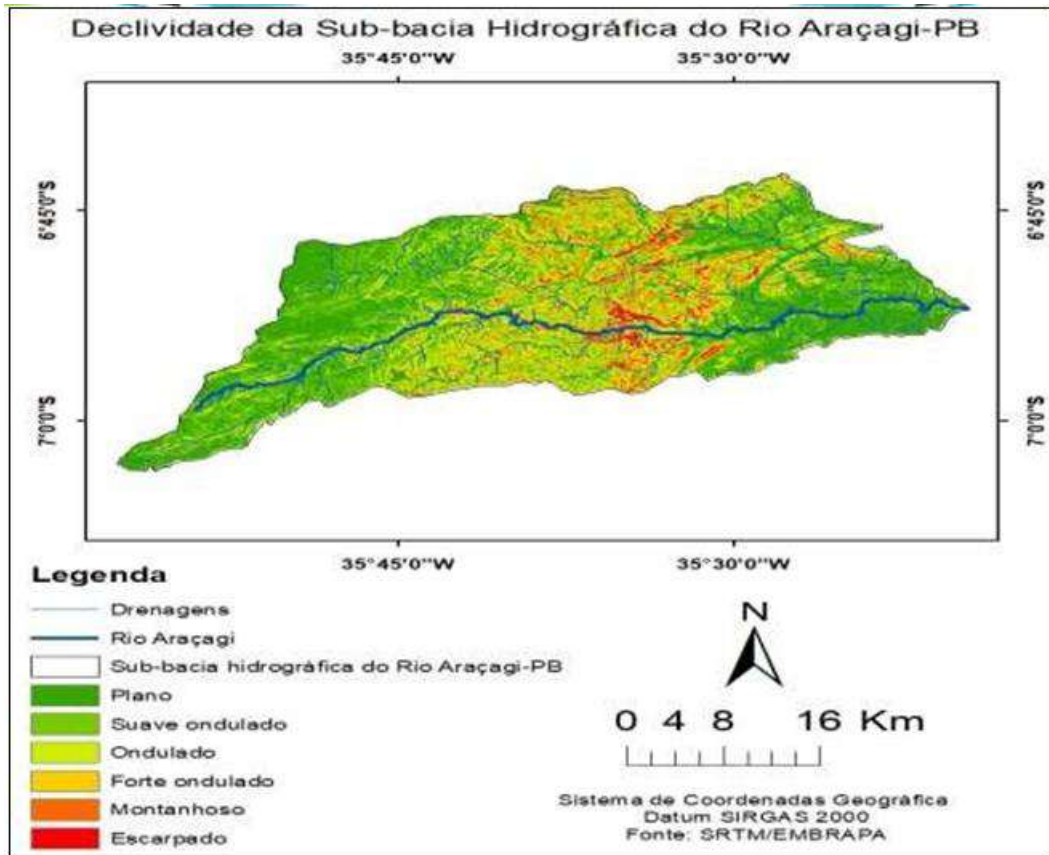 Declividade da Sub-bacia Hidrográfica do Rio Araçagi-PB
35°45'0"W 35°30'0"W
6°45'0"S 6°45'0"S
7°0'0"S 7°0'0"S
35°45'0"W 35°30'0"W
Legenda
Drenagens
Rio Araçagi
Sub-bacia hidrográfica do Rio Araçagi-PB
Plano
Suave ondulado
Ondulado
Forte ondulado
Montanhoso
Escarpado
N
0 4 8 16 Km
Sistema de Coordenadas Geográfica
Datum SIRGAS 2000
Fonte: SRTM/EMBRAPA